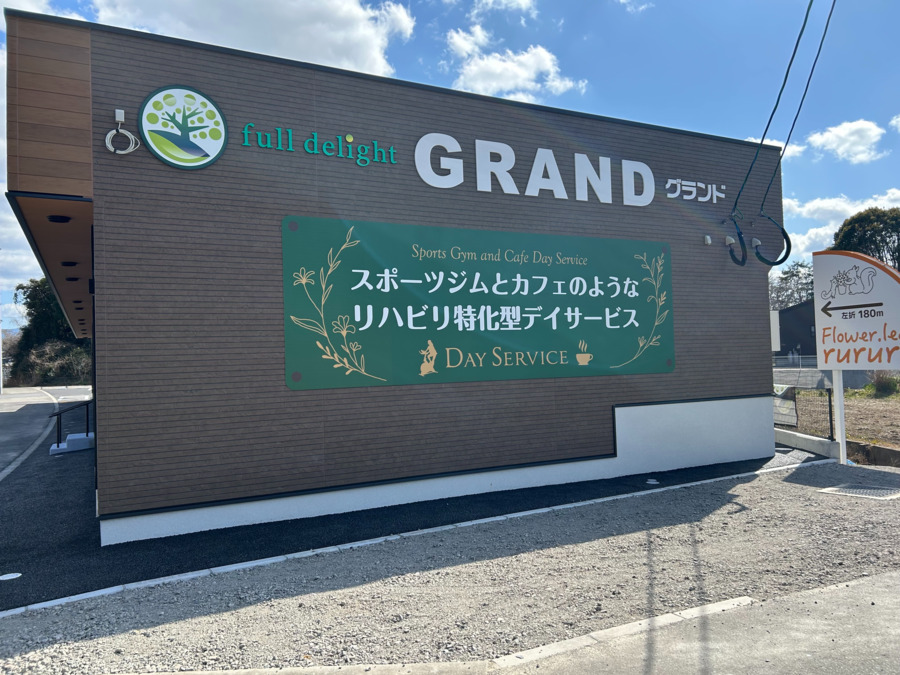 full delight GRAND グランド
Sports Gym and Cafe Day Service
スポーツジムとカフェのような
リハビリ特化型デイサービス
DAY SERVICE
左折 180m
Flower.le
rurur